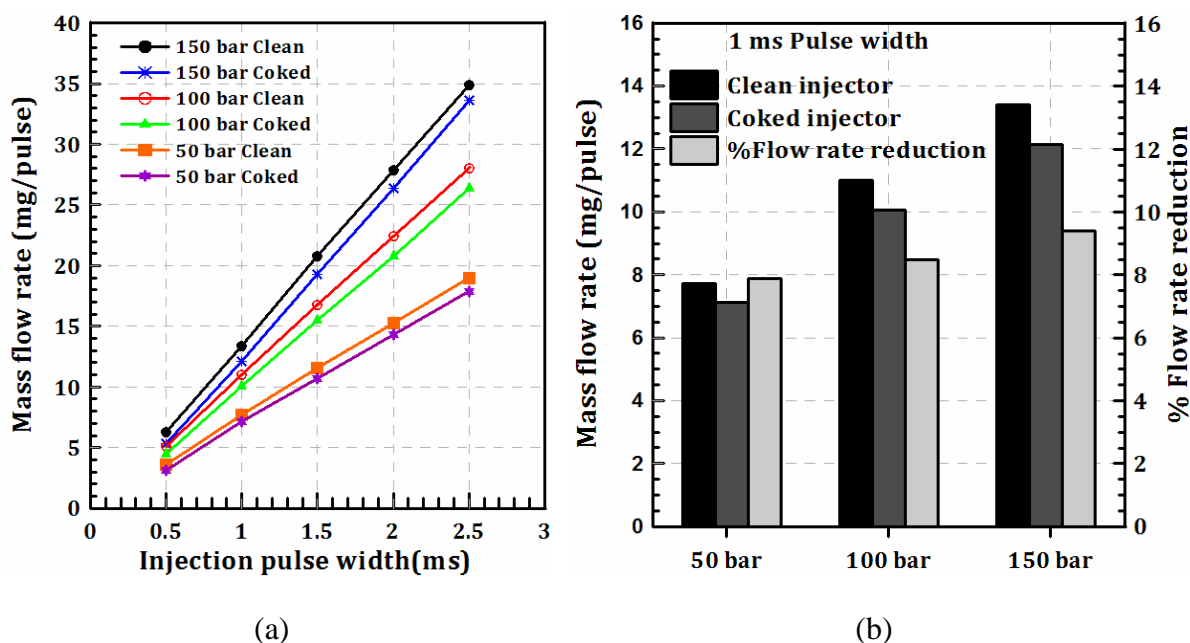 40
35
30
25
20
15
10
5
0
Mass flow rate (mg/pulse)
150 bar Clean
150 bar Coked
100 bar Clean
100 bar Coked
50 bar Clean
50 bar Coked
0 0.5 1 1.5 2 2.5 3
Injection pulse width(ms)
(a)
16
14
12
10
8
6
4
2
0
Mass flow rate (mg/pulse)
1 ms Pulse width
Clean injector
Coked injector
%Flow rate reduction
50 bar 100 bar 150 bar
16
14
12
10
8
6
4
2
0
% Flow rate reduction
(b)